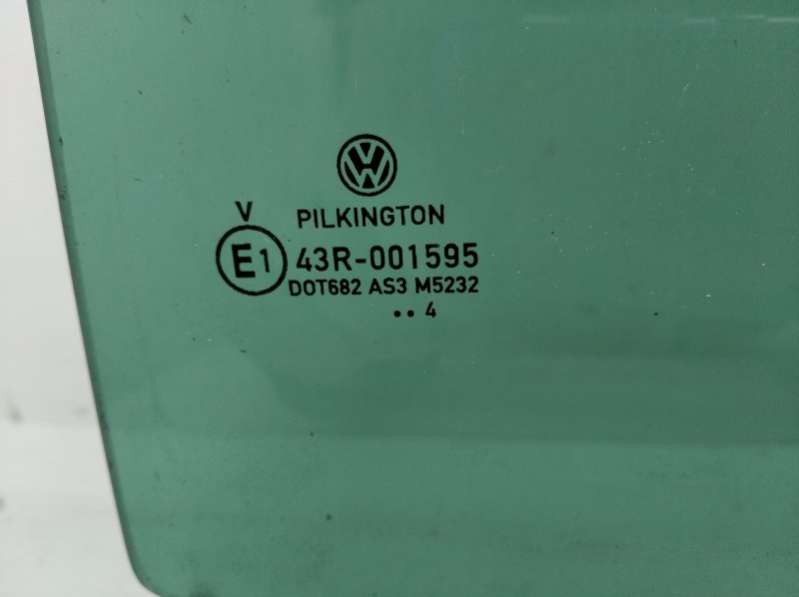 V
PILKINGTON
E1 43R-001595
DOT682 AS3 M5232
•• 4